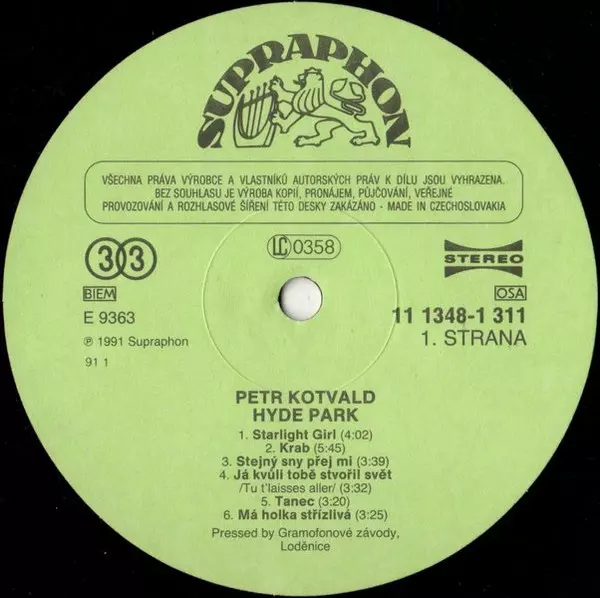 SUPRAPHON
VŠECHNA PRÁVA VÝROBCE A VLASTNÍKŮ AUTORSKÝCH PRÁV K DÍLU JSOU VYHRAZENA.
BEZ SOUHLASU JE VÝROBA KOPIÍ, PRONÁJEM, PŮJČOVÁNÍ, VEŘEJNÉ
PROVOZOVÁNÍ A ROZHLASOVÉ ŠÍŘENÍ TÉTO DESKY ZAKÁZÁNO - MADE IN CZECHOSLOVAKIA
33
LC 0358
STEREO
BIEM
OSA
E 9363
11 1348-1 311
℗ 1991 Supraphon
1. STRANA
91 1
PETR KOTVALD
HYDE PARK
1. Starlight Girl (4:02)
2. Krab (5:45)
3. Stejný sny přej mi (3:39)
4. Já kvůli tobě stvořil svět
/Tu t'laisses aller/ (3:32)
5. Tanec (3:20)
6. Má holka střízlivá (3:25)
Pressed by Gramofonové závody,
Loděnice